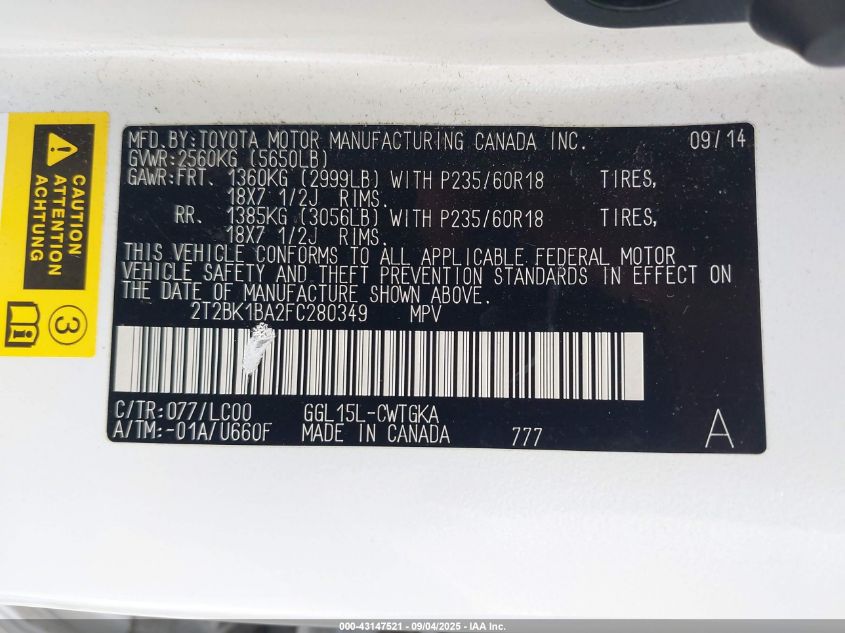 ⚠ ATTENTION
CAUTION
3
MFD.BY:TOYOTA MOTOR MANUFACTURING CANADA INC. 09/14
GVWR:2560KG (5650LB)
GAWR:FRT. 1360KG (2999LB) WITH P235/60R18 TIRES,
18X7 1/2J RIMS.
RR. 1385KG (3056LB) WITH P235/60R18 TIRES,
18X7 1/2J RIMS.
THIS VEHICLE CONFORMS TO ALL APPLICABLE FEDERAL MOTOR
VEHICLE SAFETY AND THEFT PREVENTION STANDARDS IN EFFECT ON
THE DATE OF MANUFACTURE SHOWN ABOVE.
2T2BK1BA2FC280349 MPV
C/TR:077/LC00 GGL15L-CWTGKA
A/TM:-01A/U660F MADE IN CANADA 777 A
000-43147521 - 09/04/2025 - IAA Inc.